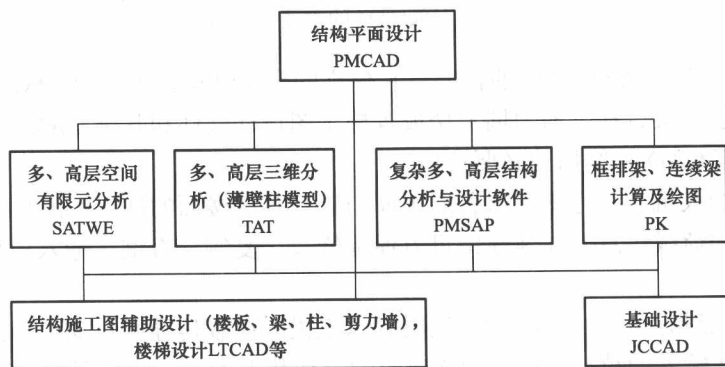 结构平面设计
PMCAD
多、高层空间
有限元分析
SATWE
多、高层三维分
析（薄壁柱模型）
TAT
复杂多、高层结构
分析与设计软件
PMSAP
框排架、连续梁
计算及绘图
PK
结构施工图辅助设计（楼板、梁、柱、剪力墙），
楼梯设计LTCAD等
基础设计
JCCAD